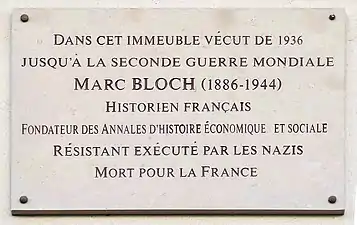 DANS CET IMMEUBLE VÉCUT DE 1936
JUSQU'À LA SECONDE GUERRE MONDIALE
MARC BLOCH (1886-1944)
HISTORIEN FRANÇAIS
FONDATEUR DES ANNALES D'HISTOIRE ÉCONOMIQUE ET SOCIALE
RÉSISTANT EXÉCUTÉ PAR LES NAZIS
MORT POUR LA FRANCE